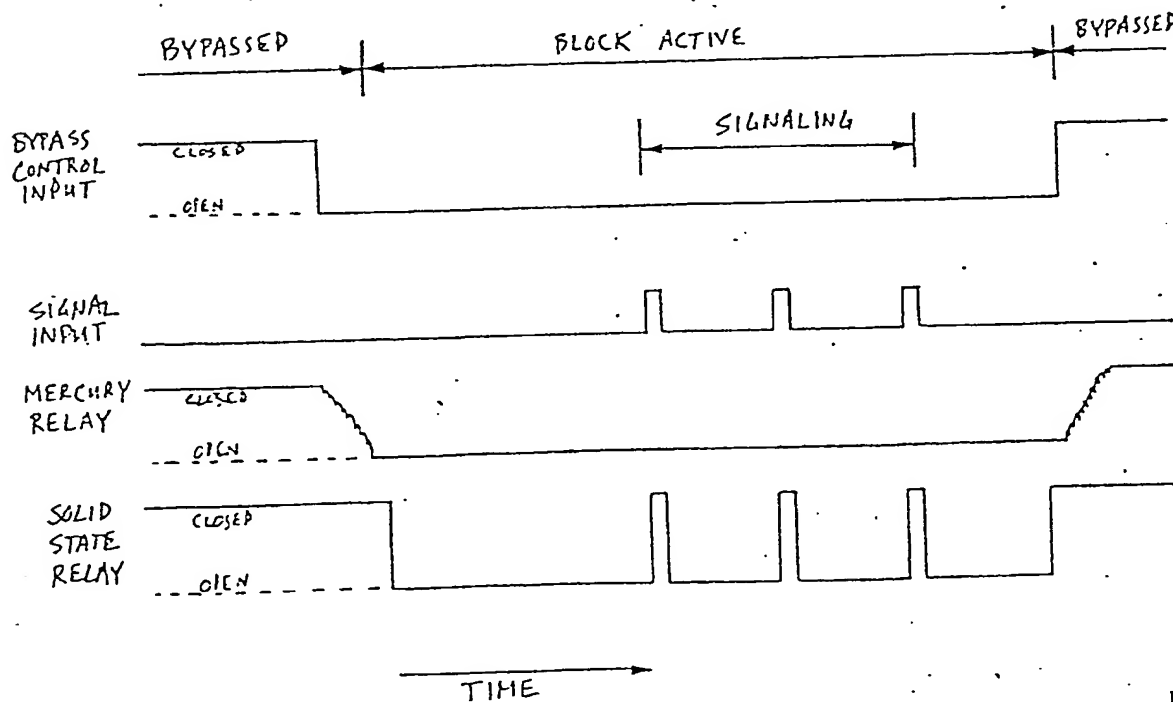 BYPASSED
BLOCK ACTIVE
BYPASSED
SIGNALING
BYPASS
CONTROL
INPUT
CLOSED
OPEN
SIGNAL
INPUT
MERCURY
RELAY
CLOSED
OPEN
SOLID
STATE
RELAY
CLOSED
OPEN
TIME